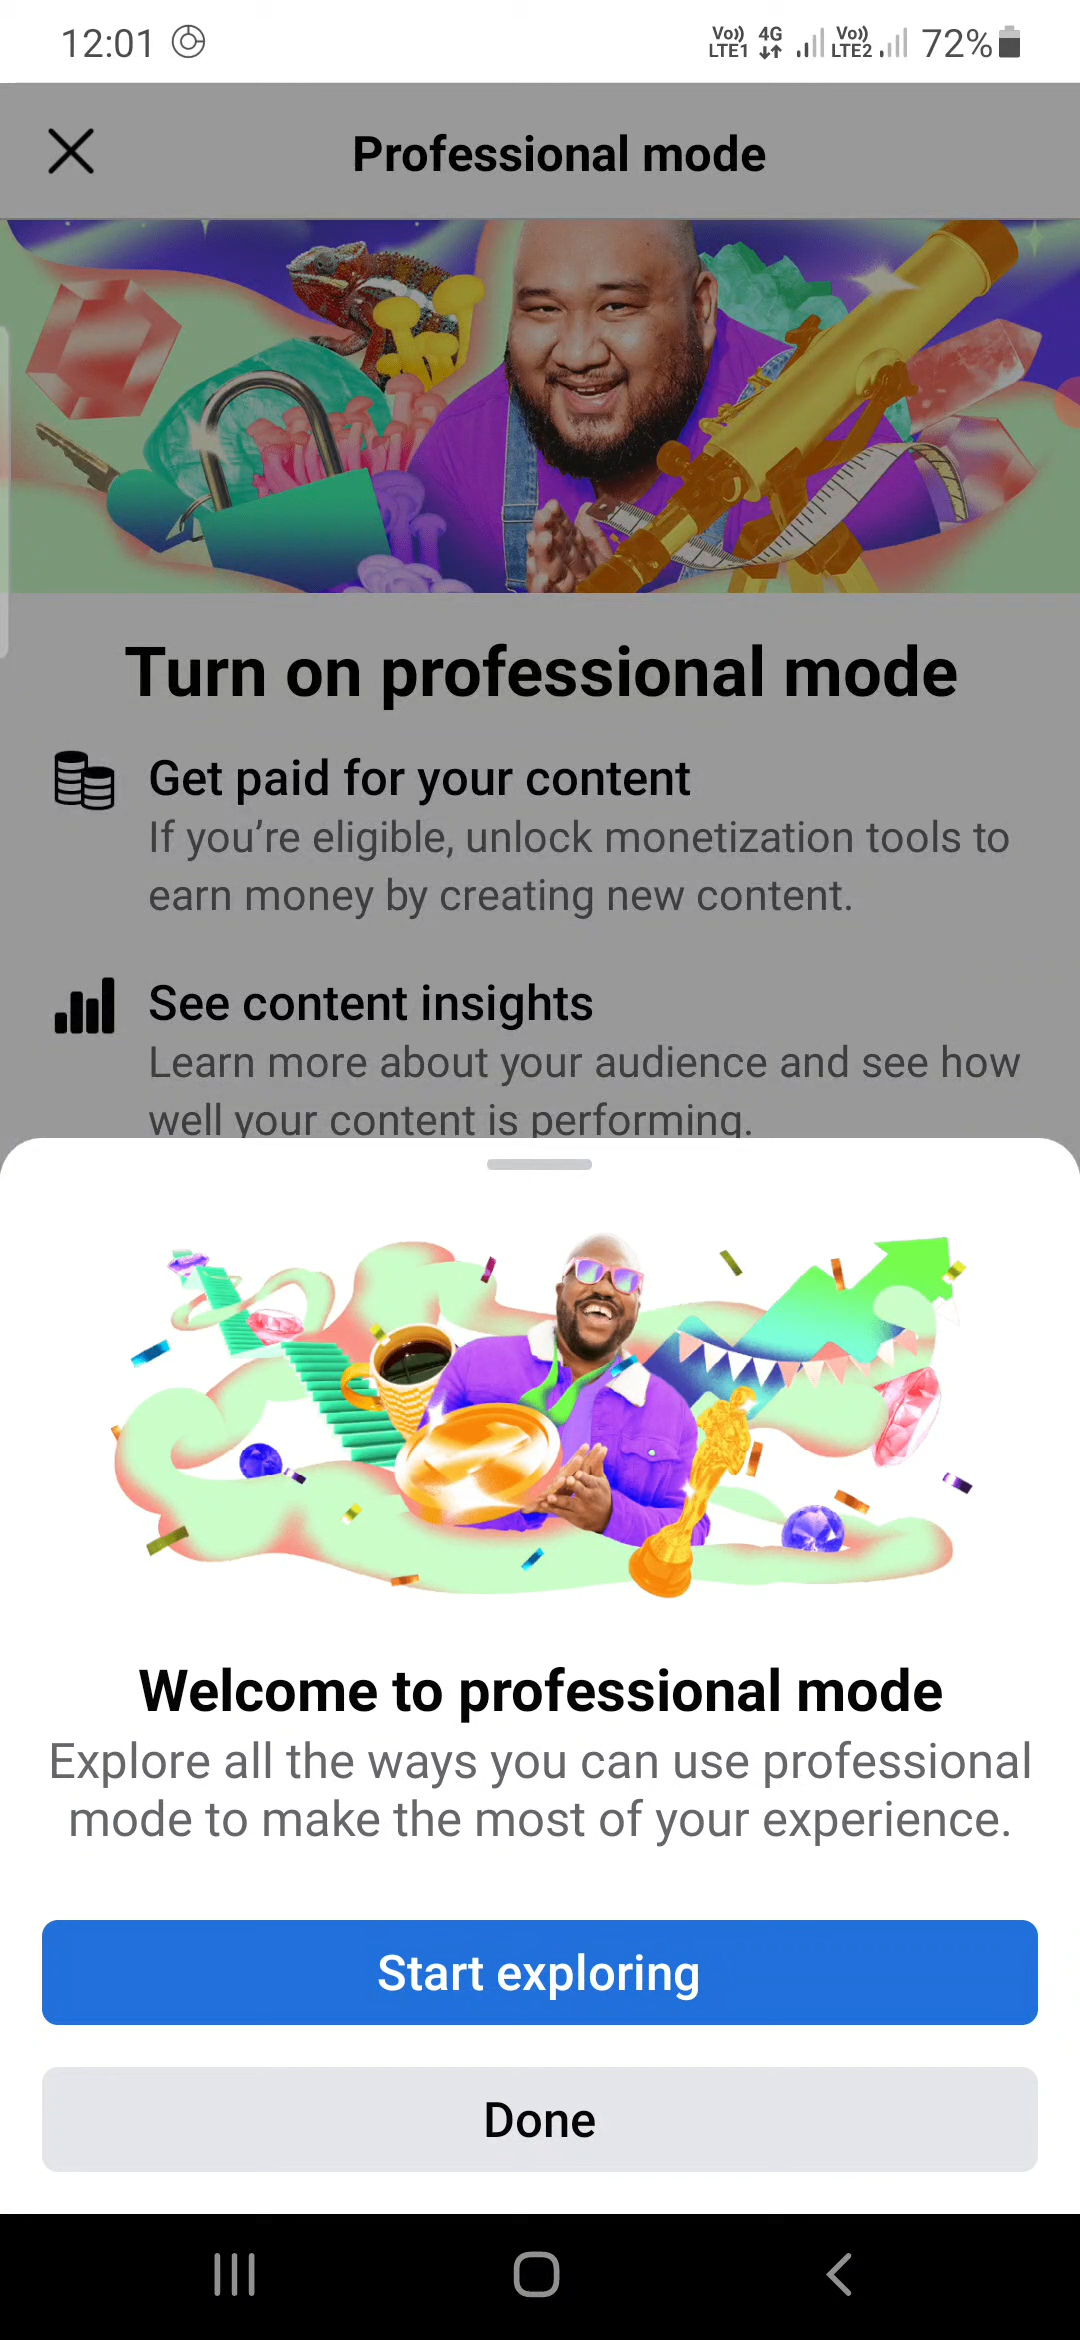 12:01
Vo)) LTE1 4G Vo)) LTE2 72%
Professional mode
Turn on professional mode
Get paid for your content
If you’re eligible, unlock monetization tools to
earn money by creating new content.
See content insights
Learn more about your audience and see how
well your content is performing.
Welcome to professional mode
Explore all the ways you can use professional
mode to make the most of your experience.
Start exploring
Done